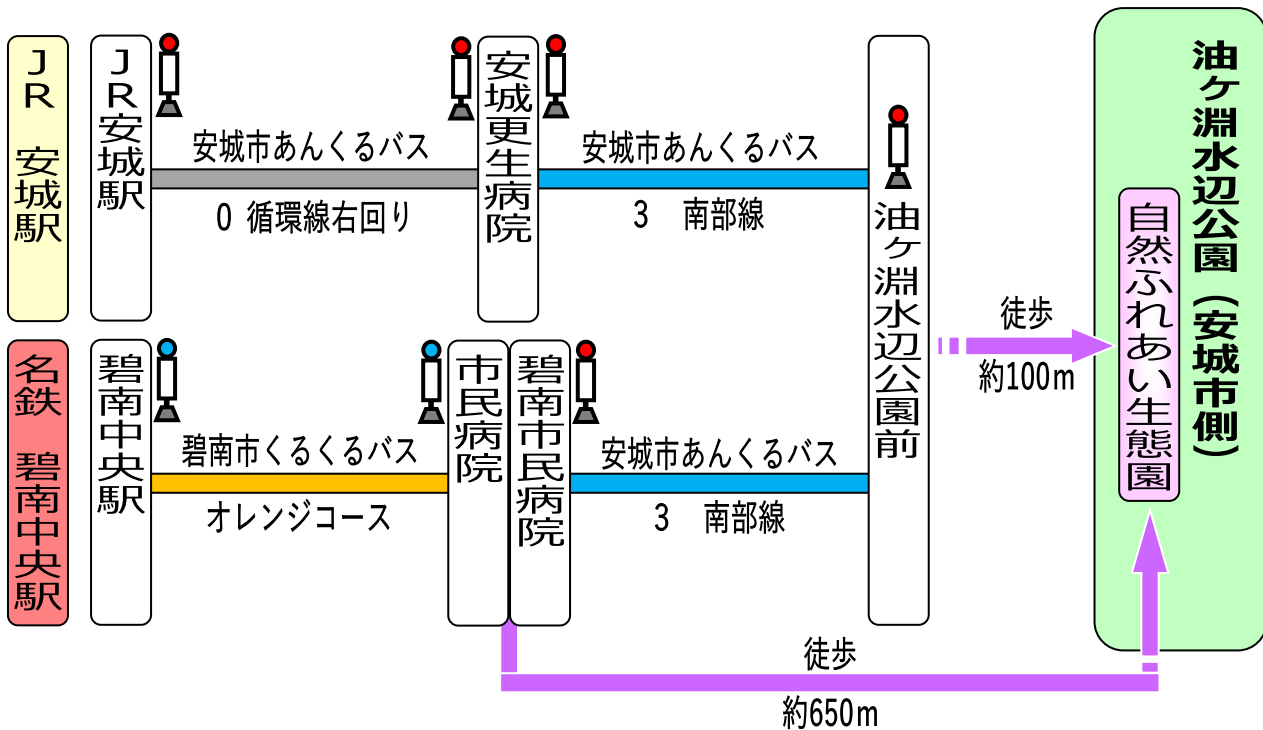 JR 安城駅
JR安城駅
安城市あんくるバス
0 循環線右回り
安城更生病院
安城市あんくるバス
3 南部線
油ヶ淵水辺公園前
徒歩
約100m
自然ふれあい生態園
油ヶ淵水辺公園（安城市側）
名鉄 碧南中央駅
碧南中央駅
碧南市くるくるバス
オレンジコース
市民病院
碧南市民病院
安城市あんくるバス
3 南部線
徒歩
約650m